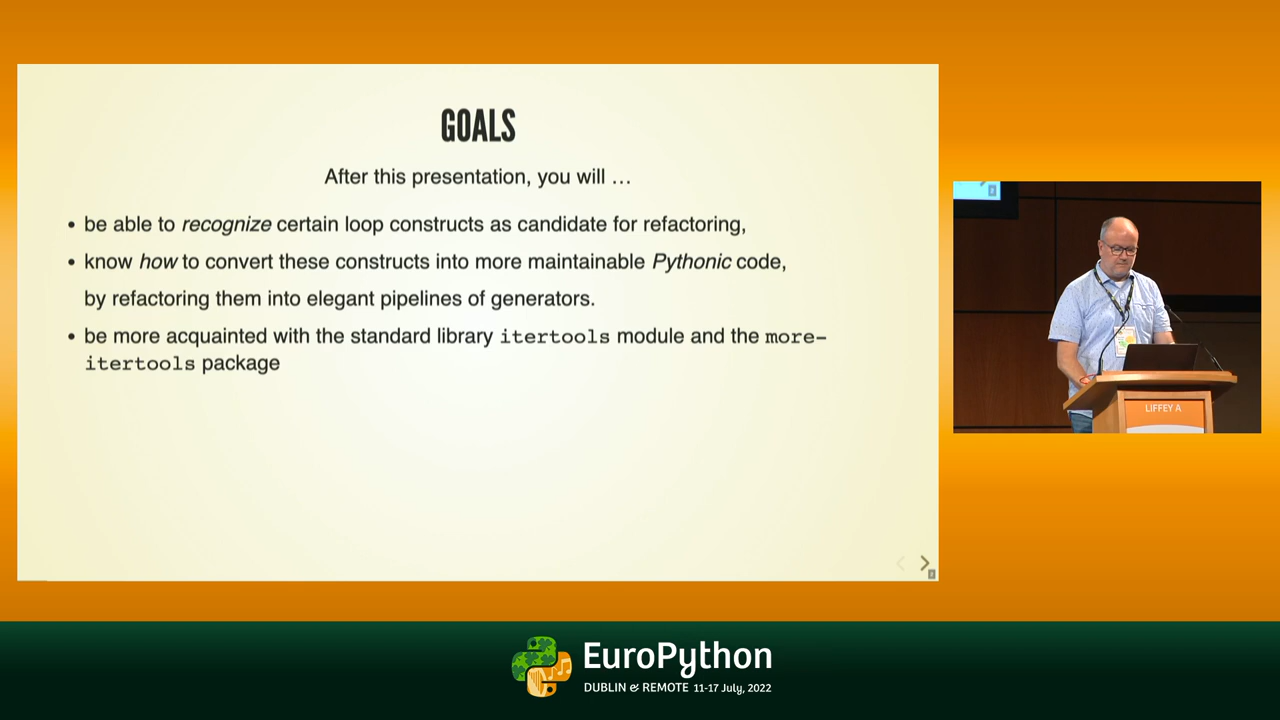 GOALS
After this presentation, you will …
• be able to recognize certain loop constructs as candidate for refactoring,
• know how to convert these constructs into more maintainable Pythonic code,
by refactoring them into elegant pipelines of generators.
• be more acquainted with the standard library itertools module and the more-
itertools package
LIFFEY A
EuroPython
DUBLIN & REMOTE 11-17 July, 2022